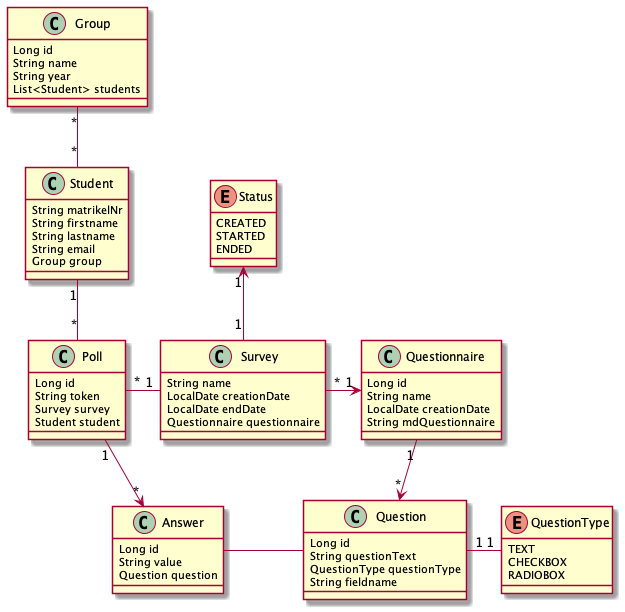 C Group
Long id
String name
String year
List<Student> students
*
*
C Student
String matrikelNr
String firstname
String lastname
String email
Group group
1
*
E Status
CREATED
STARTED
ENDED
1
1
C Poll
Long id
String token
Survey survey
Student student
* 1
C Survey
String name
LocalDate creationDate
LocalDate endDate
Questionnaire questionnaire
* 1
C Questionnaire
Long id
String name
LocalDate creationDate
String mdQuestionnaire
1
*
1
*
C Answer
Long id
String value
Question question
C Question
Long id
String questionText
QuestionType questionType
String fieldname
1 1
E QuestionType
TEXT
CHECKBOX
RADIOBOX